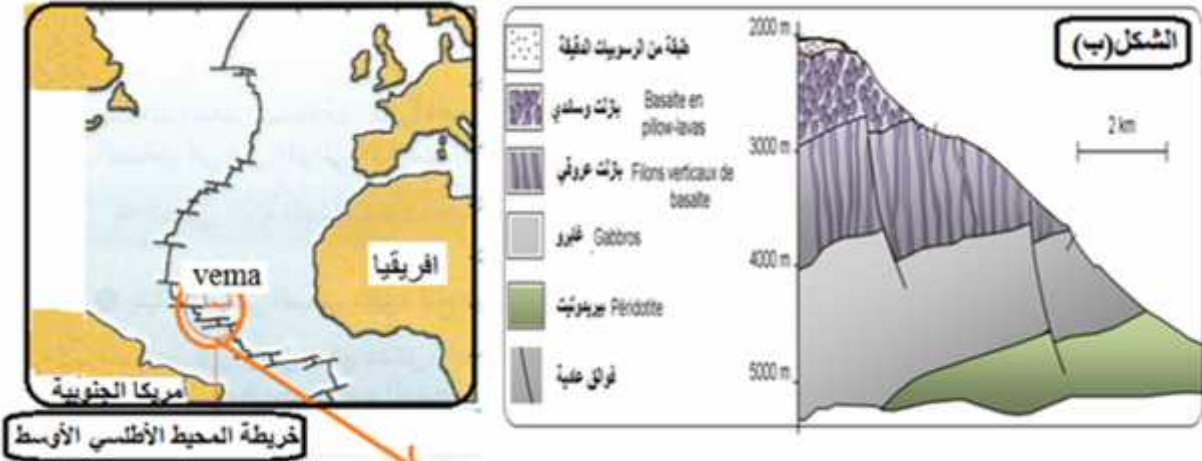 vema
افريقيا
مريكا الجنوبية
خريطة المحيط الأطلسي الأوسط
الشكل(ب)
طبقة من الرسوبيات الدقيقة
بازلت وسائدي Basalte en pillow-lavas
بازلت عروقي Filons verticaux de basalte
غابرو Gabbros
بيريدوتيت Péridotite
فوالق عادية
2000 m
3000 m
4000 m
5000 m
2 km